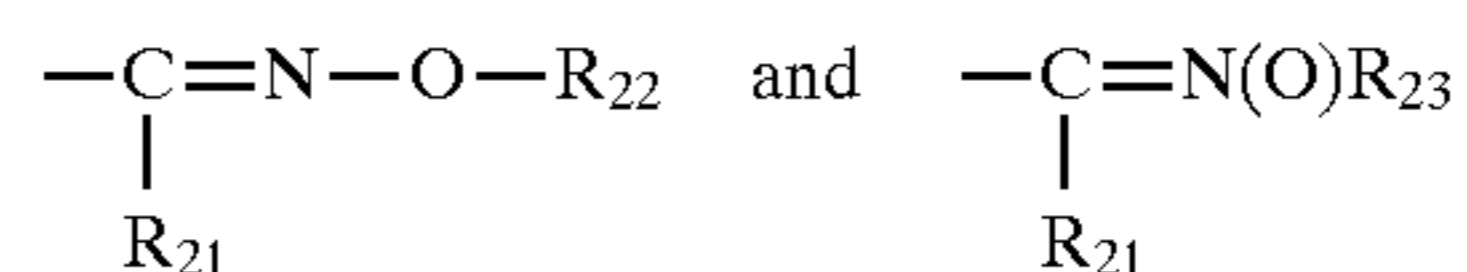 —C=N—O—R₂₂ and —C=N(O)R₂₃
R₂₁ R₂₁